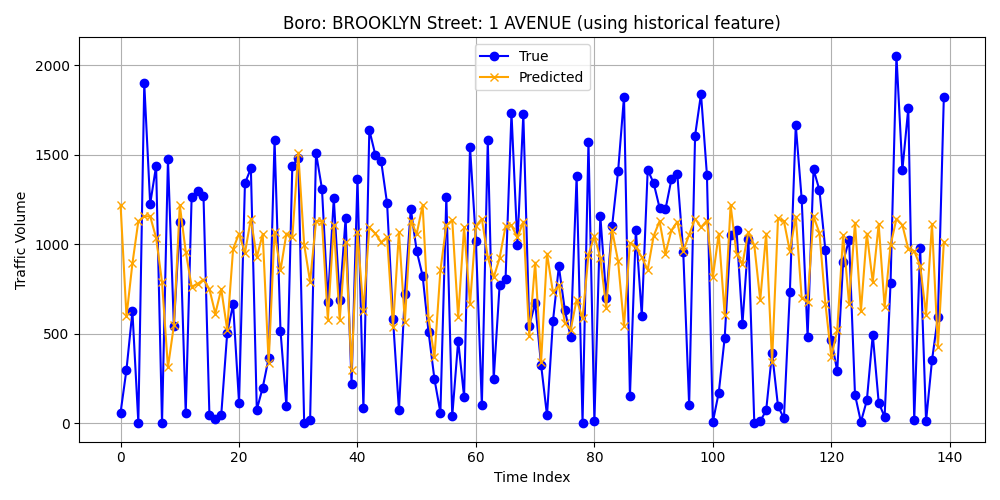 Boro: BROOKLYN Street: 1 AVENUE (using historical feature)
True
Predicted
Traffic Volume
2000
1500
1000
500
0
0 20 40 60 80 100 120 140
Time Index